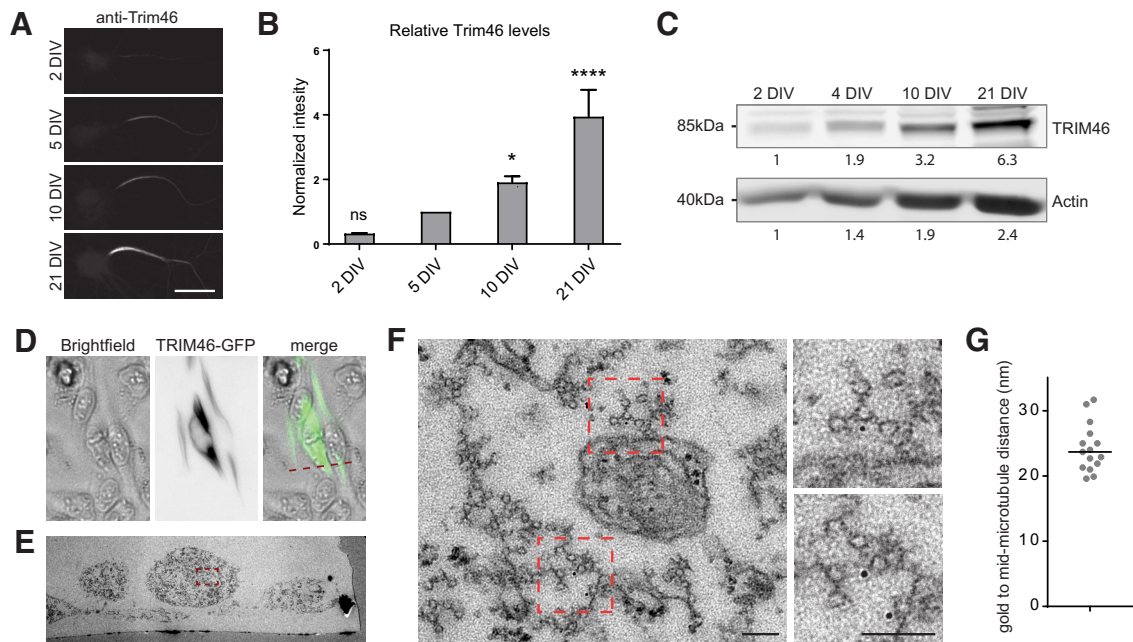 A
anti-Trim46
2 DIV
5 DIV
10 DIV
21 DIV
B
Relative Trim46 levels
Normalized intesity
6
4
2
0
ns
*
****
2 DIV
5 DIV
10 DIV
21 DIV
C
2 DIV 4 DIV 10 DIV 21 DIV
85kDa
TRIM46
1 1.9 3.2 6.3
40kDa
Actin
1 1.4 1.9 2.4
D
Brightfield TRIM46-GFP merge
E
F
G
gold to mid-microtubule distance (nm)
30
20
10
0